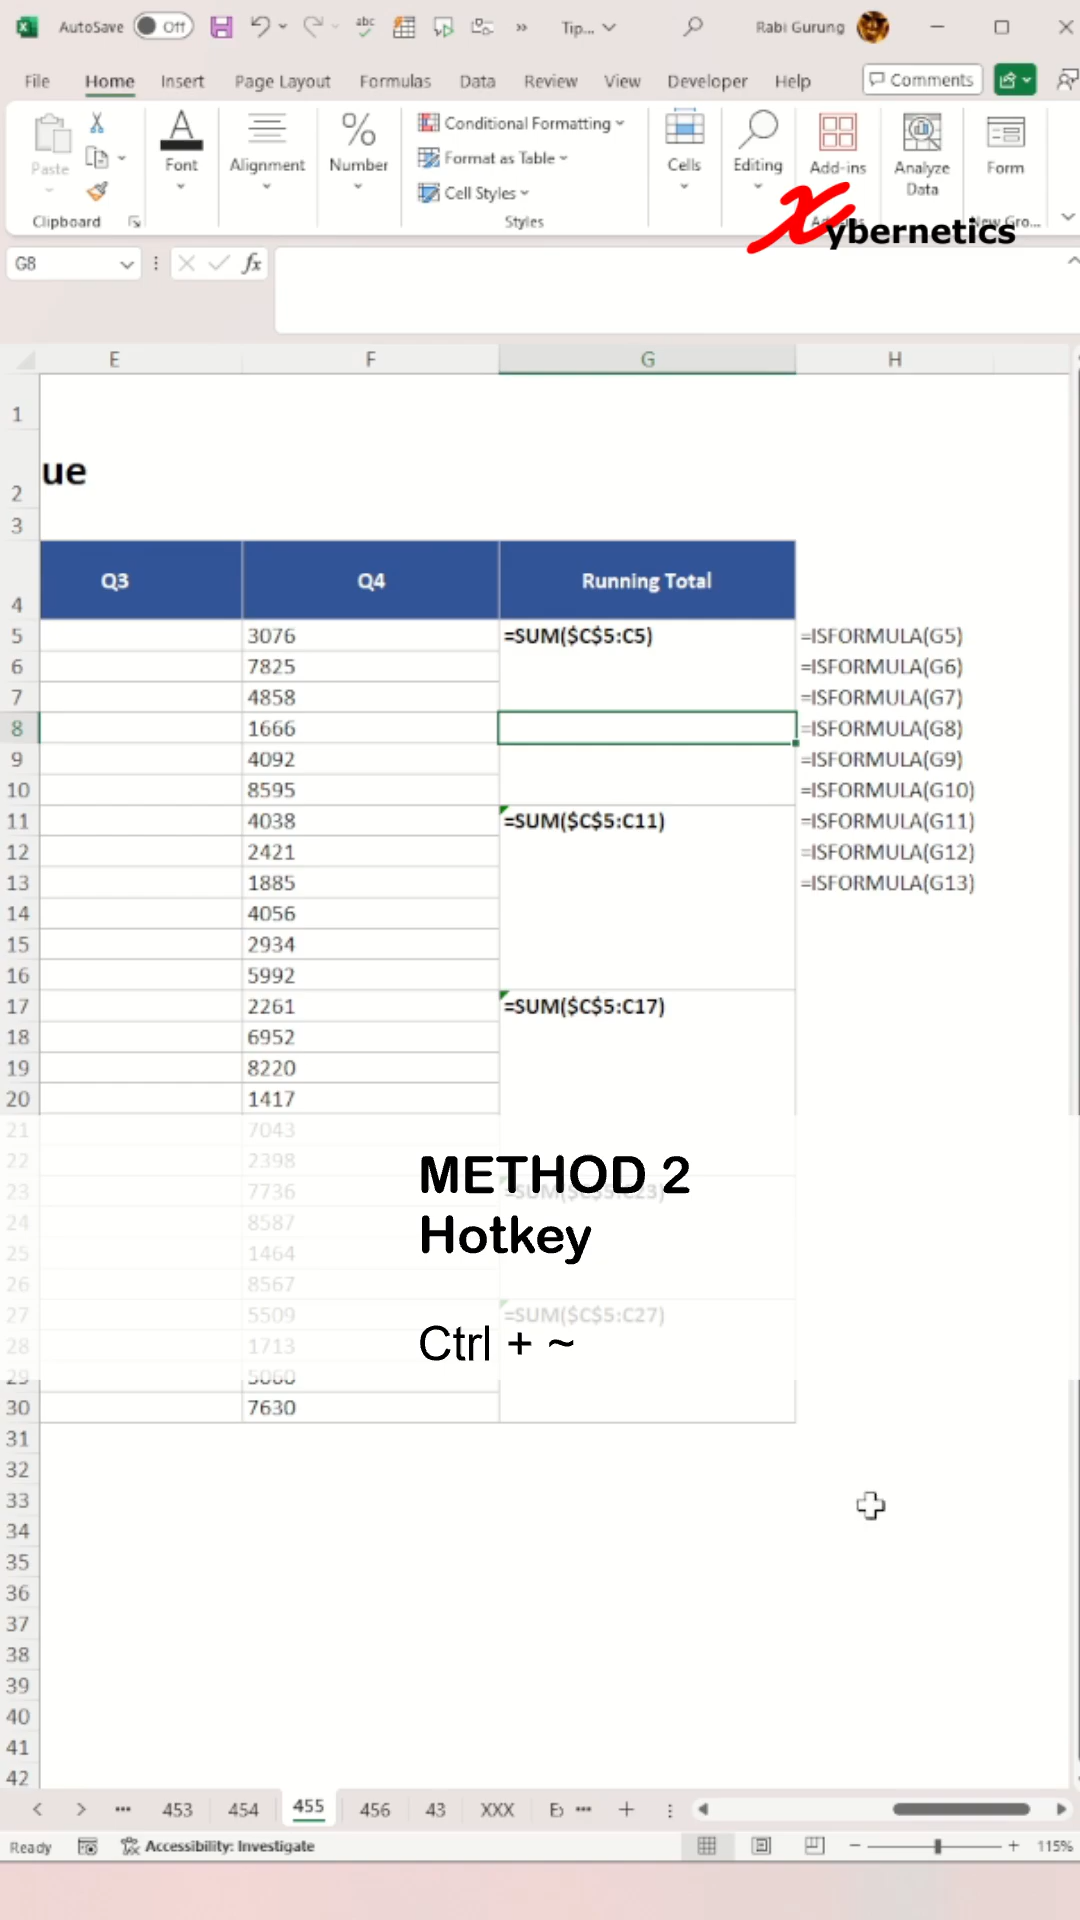 AutoSave Off Tip... Rabi Gurung
File Home Insert Page Layout Formulas Data Review View Developer Help Comments
Paste Font Alignment Number Conditional Formatting Format as Table Cell Styles Cells Editing Add-ins Analyze Data Form
Clipboard Styles New Gro...
Xybernetics
G8 fx
E F G H
1
2 ue
3
4 Q3 Q4 Running Total
5 3076 =SUM($C$5:C5) =ISFORMULA(G5)
6 7825 =ISFORMULA(G6)
7 4858 =ISFORMULA(G7)
8 1666 =ISFORMULA(G8)
9 4092 =ISFORMULA(G9)
10 8595 =ISFORMULA(G10)
11 4038 =SUM($C$5:C11) =ISFORMULA(G11)
12 2421 =ISFORMULA(G12)
13 1885 =ISFORMULA(G13)
14 4056
15 2934
16 5992
17 2261 =SUM($C$5:C17)
18 6952
19 8220
20 1417
21 7043
22 2398
METHOD 2
23 7736 =SUM($C$5:C23)
24 8587
Hotkey
25 1464
26 8567
27 5509 =SUM($C$5:C27)
28 1713
Ctrl + ~
29 5060
30 7630
31
32
33
34
35
36
37
38
39
40
41
42
453 454 455 456 43 XXX
Ready Accessibility: Investigate 115%